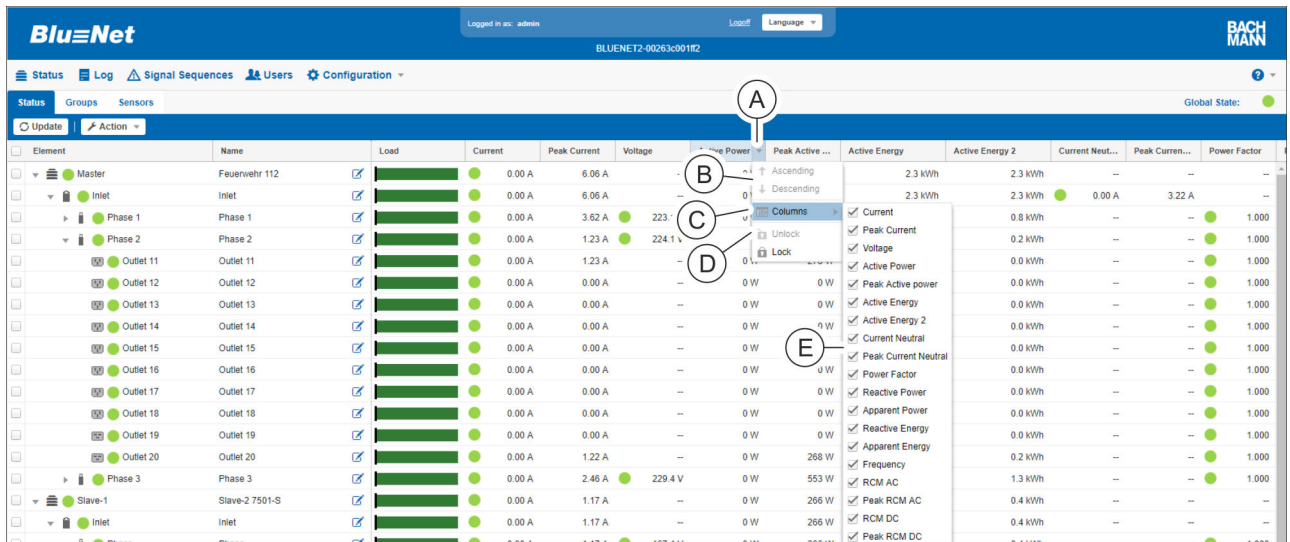 Blu≡Net
Logged in as: admin Logoff Language
BLUENET2-00263c001ff2
BACH
MANN
Status Log Signal Sequences Users Configuration ?
Status Groups Sensors A Global State:
Update Action
Element Name Load Current Peak Current Voltage Power Peak Active ... Active Energy Active Energy 2 Current Neut... Peak Curren... Power Factor
Master Feuerwehr 112 0.00 A 6.06 A B Ascending 2.3 kWh 2.3 kWh -- -- --
Inlet Inlet 0.00 A 6.06 A Descending 2.3 kWh 2.3 kWh 0.00 A 3.22 A --
Phase 1 Phase 1 0.00 A 3.62 A C Columns Current 0.8 kWh -- -- 1.000
Phase 2 Phase 2 0.00 A 1.23 A 224.1 V Unlock Peak Current 0.2 kWh -- -- 1.000
Voltage
Outlet 11 Outlet 11 0.00 A 1.23 A D Lock Active Power 0.0 kWh -- -- 1.000
Outlet 12 Outlet 12 0.00 A 0.00 A -- 0 W 0 W Peak Active power 0.0 kWh -- -- 1.000
Outlet 13 Outlet 13 0.00 A 0.00 A -- 0 W 0 W Active Energy 0.0 kWh -- -- 1.000
Outlet 14 Outlet 14 0.00 A 0.00 A -- 0 W 0 W Active Energy 2 0.0 kWh -- -- 1.000
Current Neutral
Outlet 15 Outlet 15 0.00 A 0.00 A -- 0 W E Peak Current Neutral 0.0 kWh -- -- 1.000
Outlet 16 Outlet 16 0.00 A 0.00 A -- 0 W 0 W Power Factor 0.0 kWh -- -- 1.000
Outlet 17 Outlet 17 0.00 A 0.00 A -- 0 W 0 W Reactive Power 0.0 kWh -- -- 1.000
Outlet 18 Outlet 18 0.00 A 0.00 A -- 0 W 0 W Apparent Power 0.0 kWh -- -- 1.000
Outlet 19 Outlet 19 0.00 A 0.00 A -- 0 W 0 W Reactive Energy 0.0 kWh -- -- 1.000
Apparent Energy
Outlet 20 Outlet 20 0.00 A 1.22 A -- 0 W 268 W Frequency 0.2 kWh -- -- 1.000
Phase 3 Phase 3 0.00 A 2.46 A 229.4 V 0 W 553 W RCM AC 1.3 kWh -- -- 1.000
Slave-1 Slave-2 7501-S 0.00 A 1.17 A -- 0 W 266 W Peak RCM AC 0.4 kWh -- -- --
Inlet Inlet 0.00 A 1.17 A -- 0 W 266 W RCM DC 0.4 kWh -- -- --
Peak RCM DC